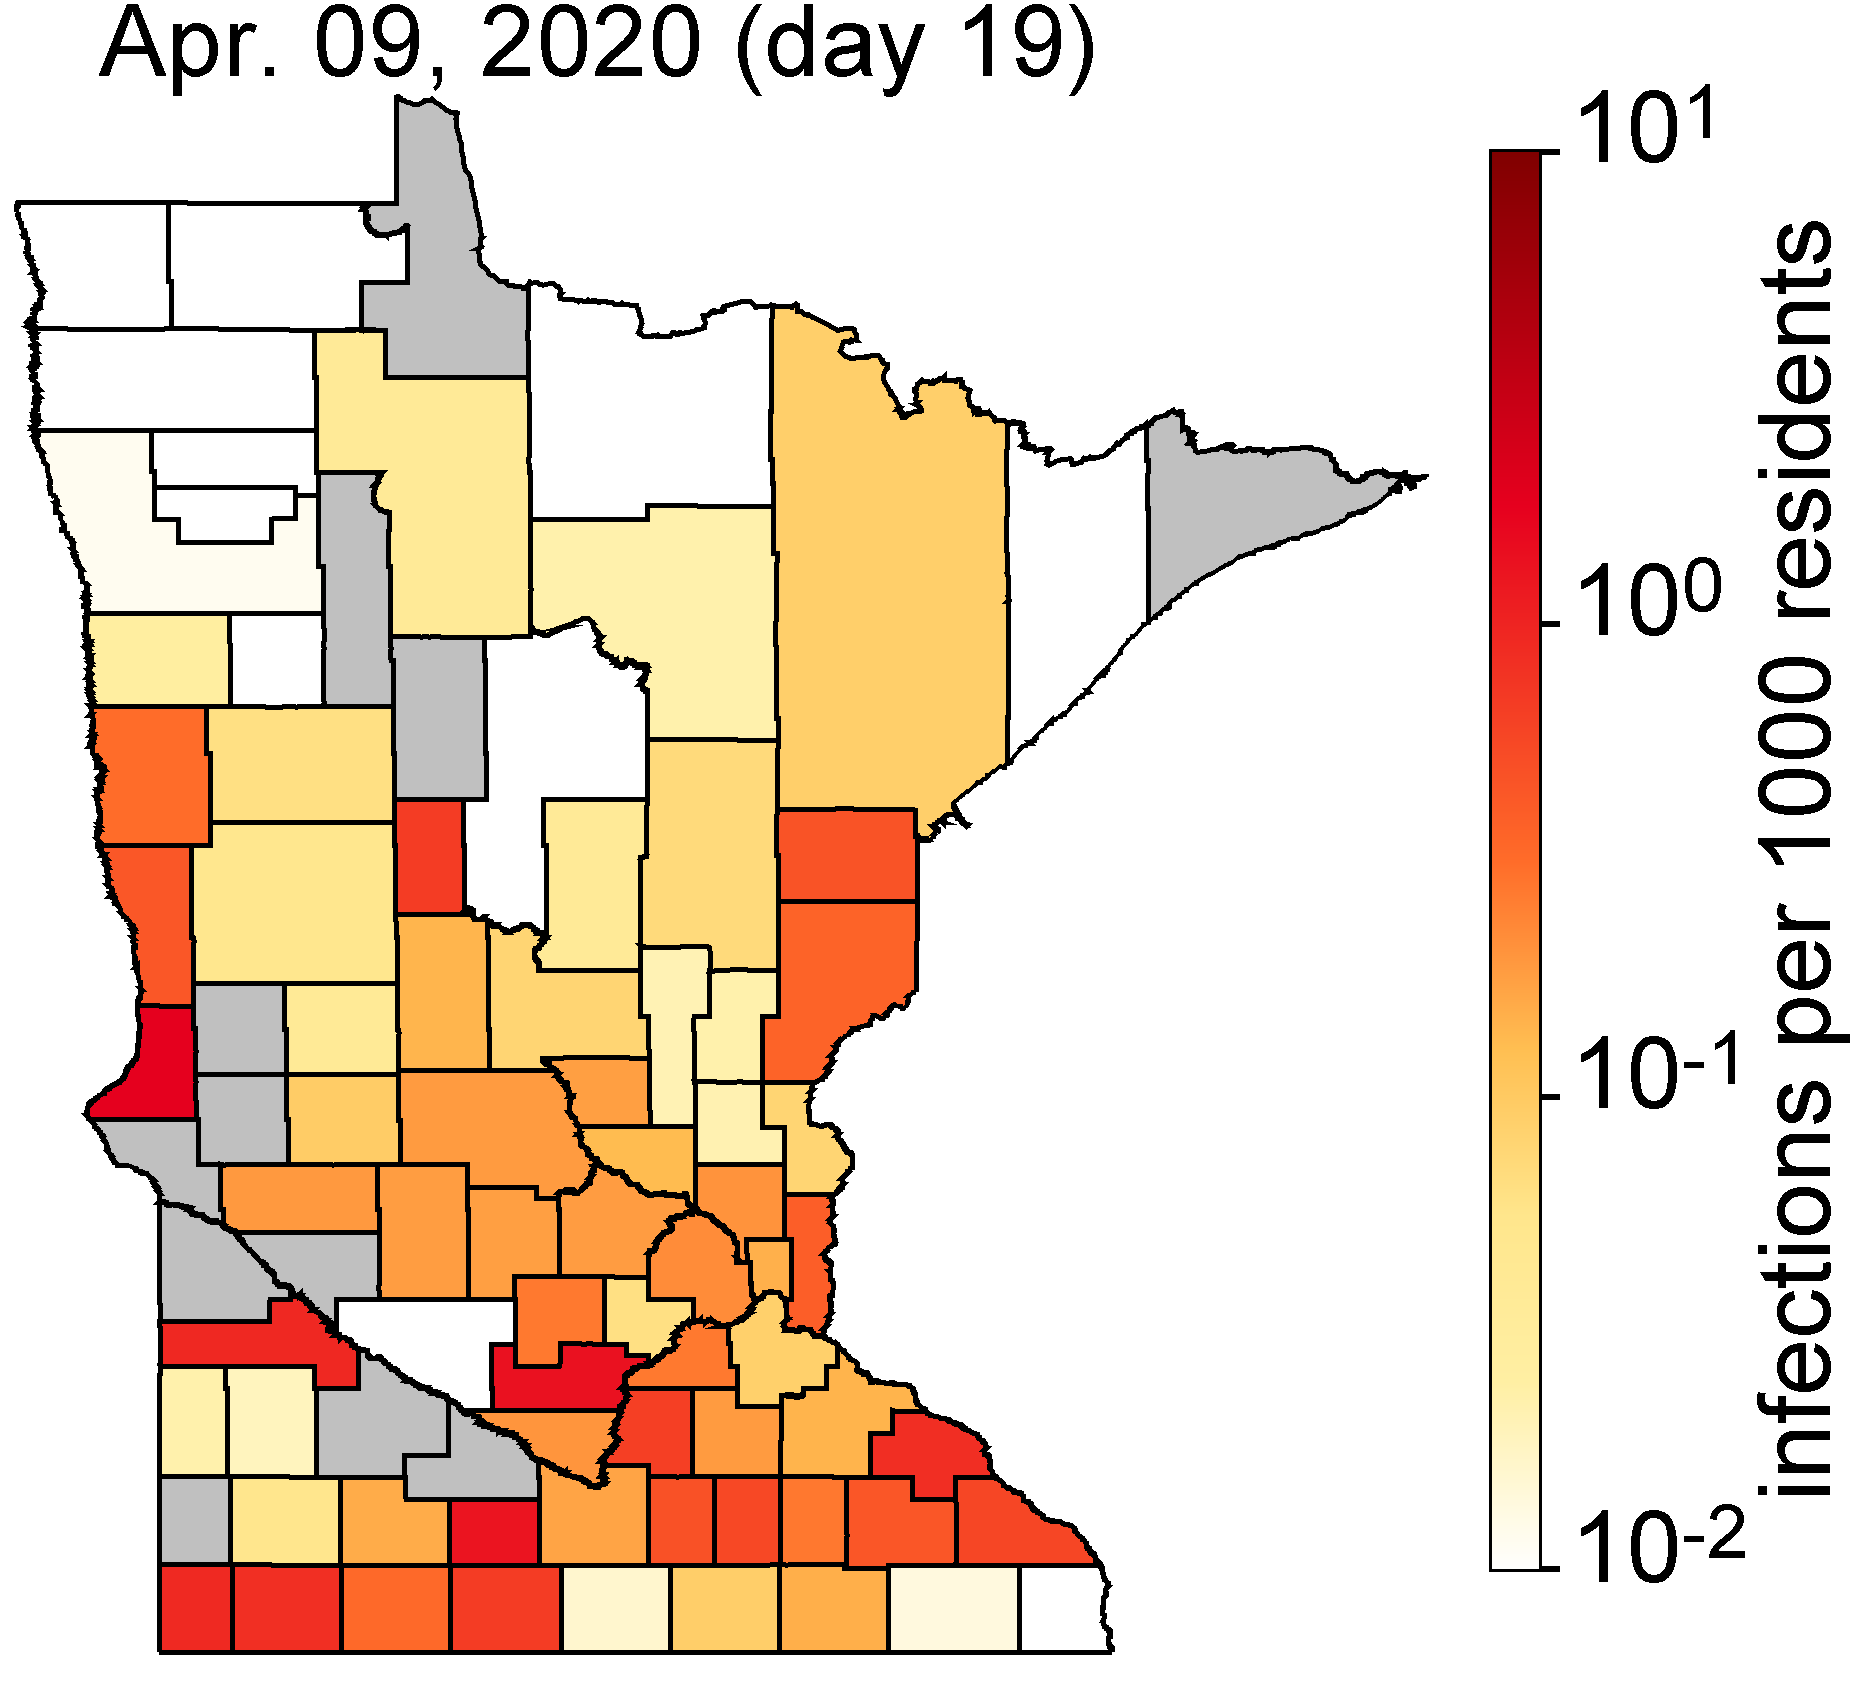 Apr. 09, 2020 (day 19)
10¹
10⁰
10⁻¹
10⁻²
infections per 1000 residents